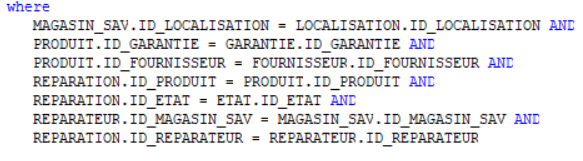 where
MAGASIN_SAV.ID_LOCALISATION = LOCALISATION.ID_LOCALISATION AND
PRODUIT.ID_GARANTIE = GARANTIE.ID_GARANTIE AND
PRODUIT.ID_FOURNISSEUR = FOURNISSEUR.ID_FOURNISSEUR AND
REPARATION.ID_PRODUIT = PRODUIT.ID_PRODUIT AND
REPARATION.ID_ETAT = ETAT.ID_ETAT AND
REPARATEUR.ID_MAGASIN_SAV = MAGASIN_SAV.ID_MAGASIN_SAV AND
REPARATION.ID_REPARATEUR = REPARATEUR.ID_REPARATEUR